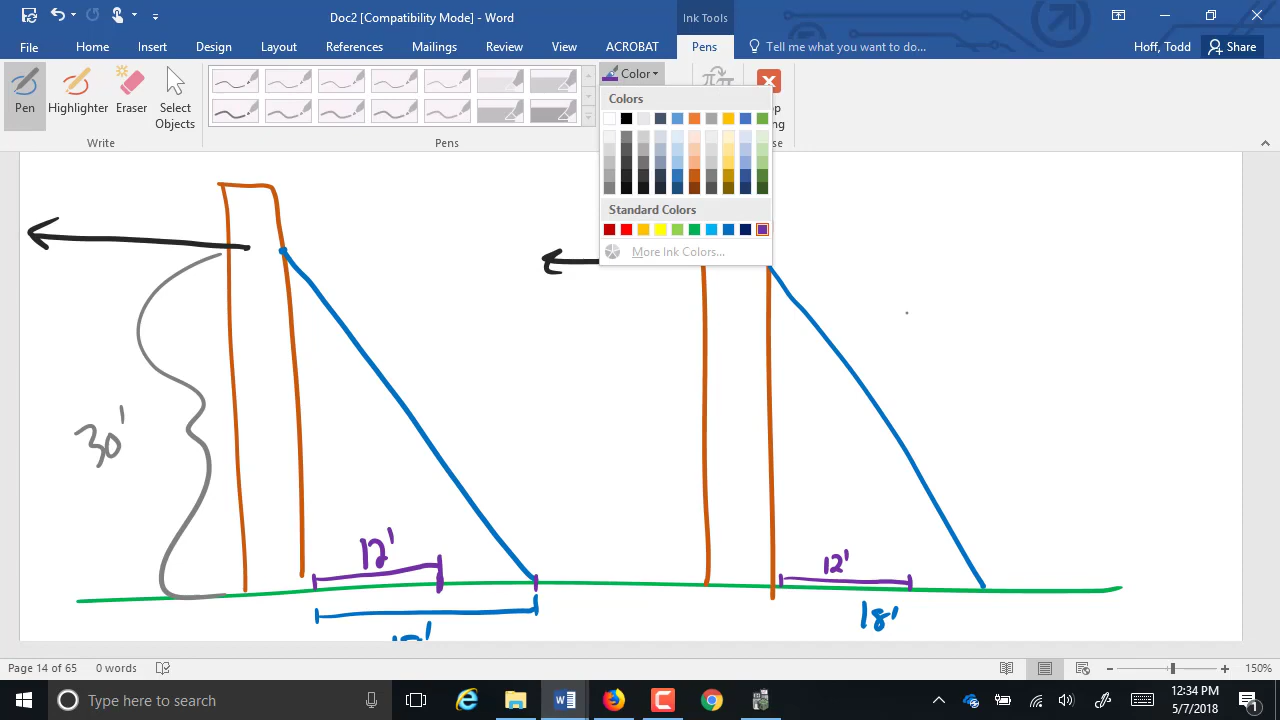 Doc2 [Compatibility Mode] - Word
Ink Tools
File Home Insert Design Layout References Mailings Review View ACROBAT Pens Tell me what you want to do... Hoff, Todd Share
Pen
Highlighter
Eraser
Select
Objects
Color
Write
Pens
Colors
Standard Colors
More Ink Colors...
30'
12'
12'
18'
Page 14 of 65 0 words 150%
Type here to search
12:34 PM
5/7/2018
1